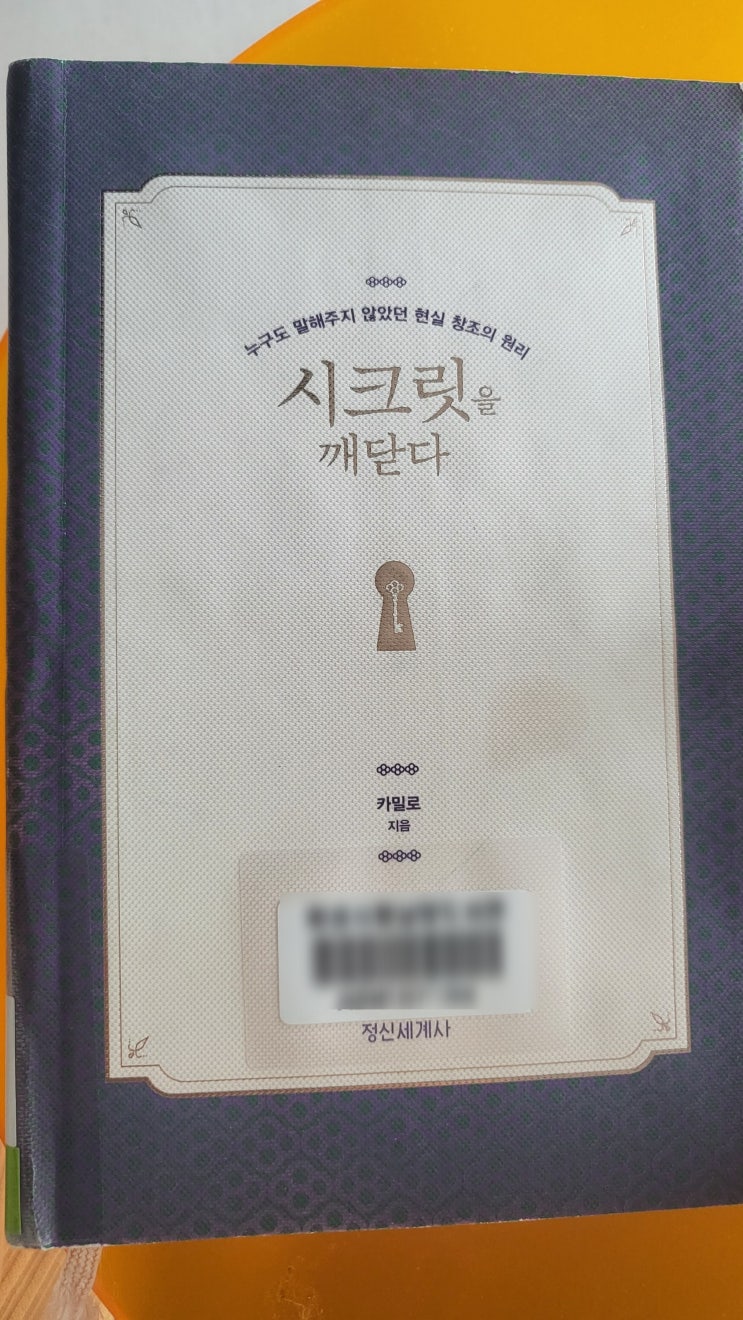 누구도 말해주지 않았던 현실 창조의 원리
시크릿을
깨닫다
카밀로
지음
정신세계사